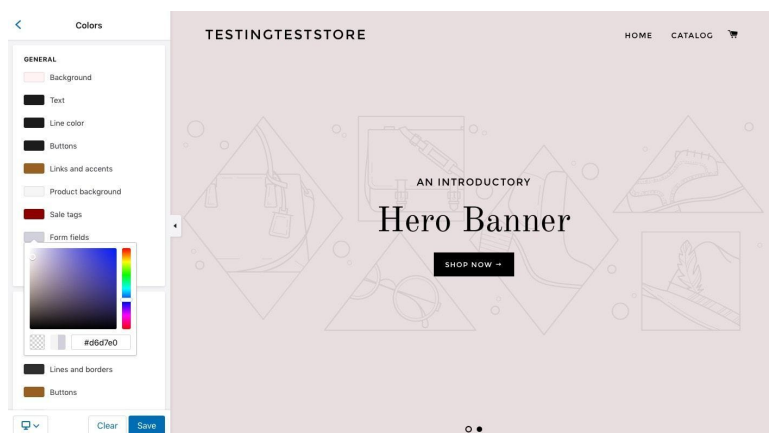 Colors
GENERAL
Background
Text
Line color
Buttons
Links and accents
Product background
Sale tags
Form fields
#d6d7e0
Lines and borders
Buttons
Clear
Save
TESTINGTESTSTORE
HOME CATALOG
AN INTRODUCTORY
Hero Banner
SHOP NOW →